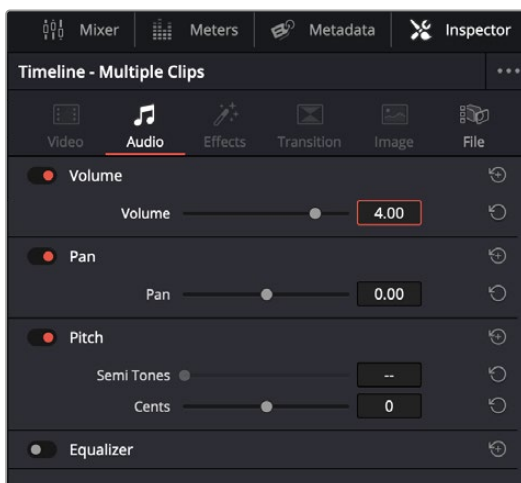 Mixer Meters Metadata Inspector
Timeline - Multiple Clips
Video Audio Effects Transition Image File
Volume
Volume 4.00
Pan
Pan 0.00
Pitch
Semi Tones --
Cents 0
Equalizer